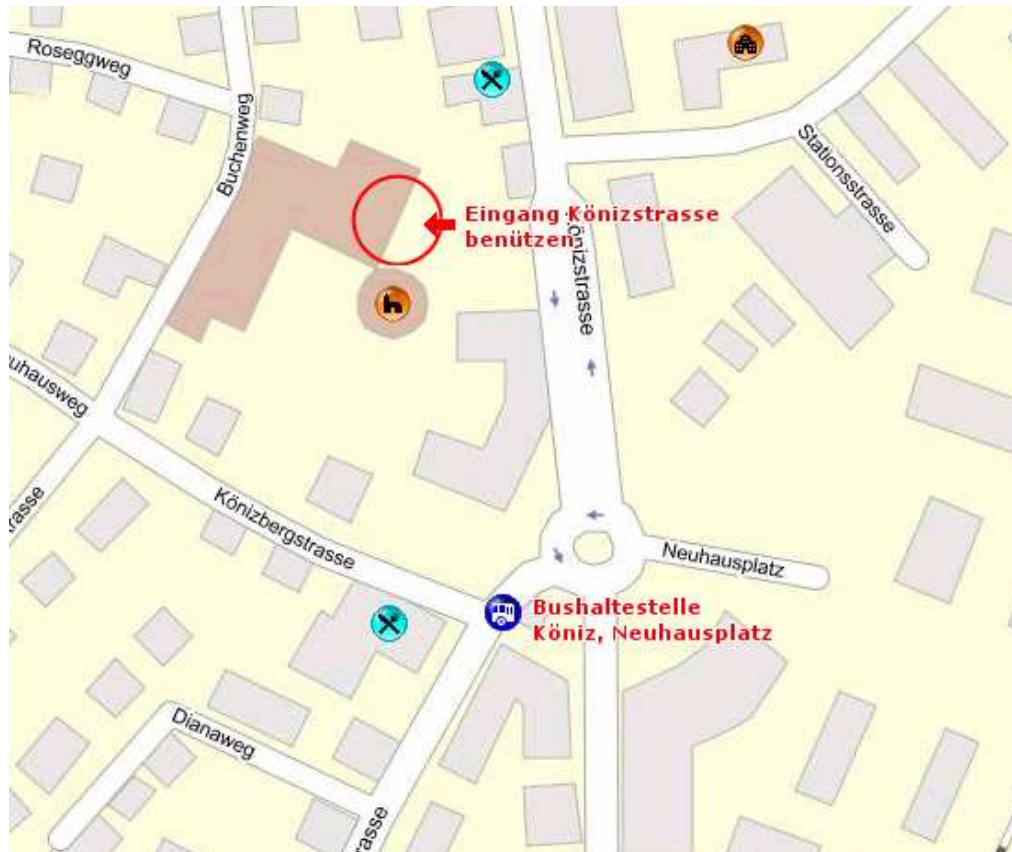 Roseggweg
Buchenweg
Stationsstrasse
Eingang Könizstrasse
benützen
Könizstrasse
uhausweg
rasse
Könizbergstrasse
Neuhausplatz
Bushaltestelle
Köniz, Neuhausplatz
Dianaweg
rasse